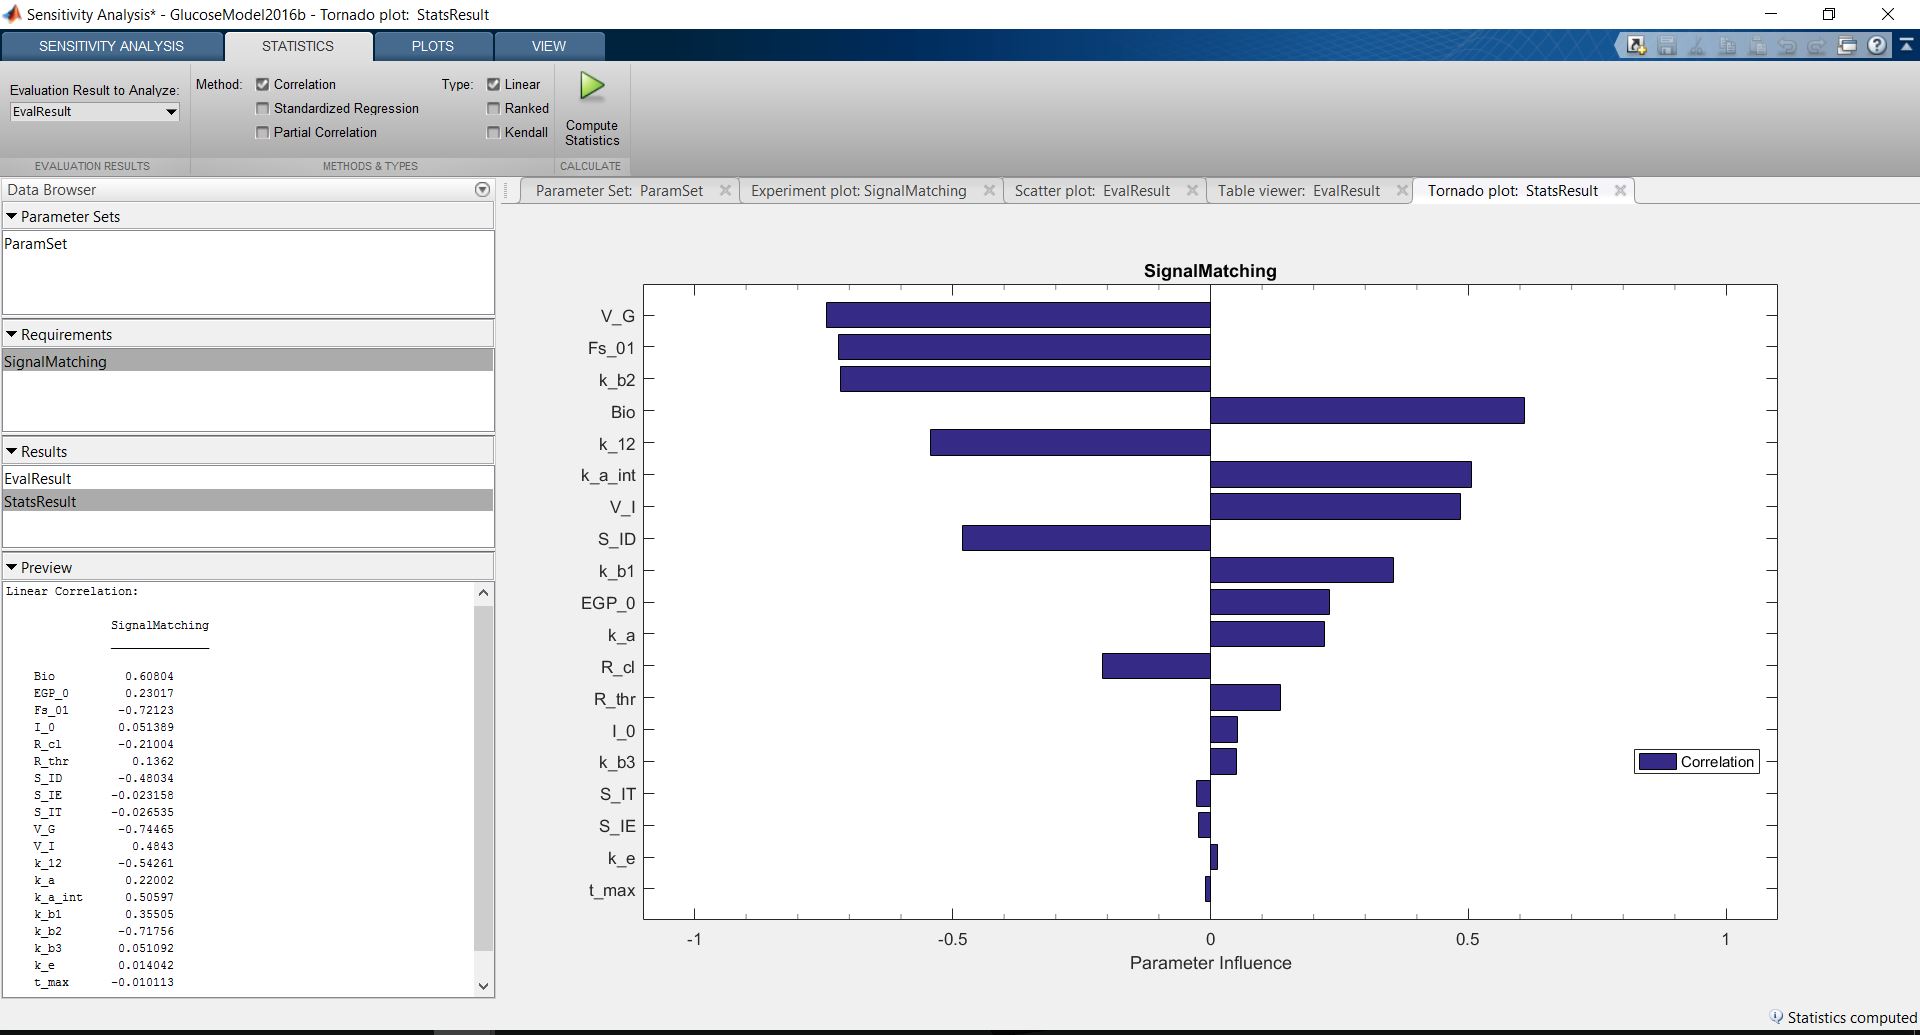 Sensitivity Analysis* - GlucoseModel2016b - Tornado plot: StatsResult
SENSITIVITY ANALYSIS STATISTICS PLOTS VIEW
Evaluation Result to Analyze:
EvalResult
EVALUATION RESULTS
Method: Correlation
Standardized Regression
Partial Correlation
Type: Linear
Ranked
Kendall
METHODS & TYPES
Compute
Statistics
CALCULATE
Data Browser
Parameter Sets
ParamSet
Requirements
SignalMatching
Results
EvalResult
StatsResult
Preview
Linear Correlation:
SignalMatching
Bio 0.60804
EGP_0 0.23017
Fs_01 -0.72123
I_0 0.051389
R_cl -0.21004
R_thr 0.1362
S_ID -0.48034
S_IE -0.023158
S_IT -0.026535
V_G -0.74465
V_I 0.4843
k_12 -0.54261
k_a 0.22002
k_a_int 0.50597
k_b1 0.35505
k_b2 -0.71756
k_b3 0.051092
k_e 0.014042
t_max -0.010113
Parameter Set: ParamSet Experiment plot: SignalMatching Scatter plot: EvalResult Table viewer: EvalResult Tornado plot: StatsResult
SignalMatching
V_G
Fs_01
k_b2
Bio
k_12
k_a_int
V_I
S_ID
k_b1
EGP_0
k_a
R_cl
R_thr
I_0
k_b3
S_IT
S_IE
k_e
t_max
Correlation
-1 -0.5 0 0.5 1
Parameter Influence
Statistics computed